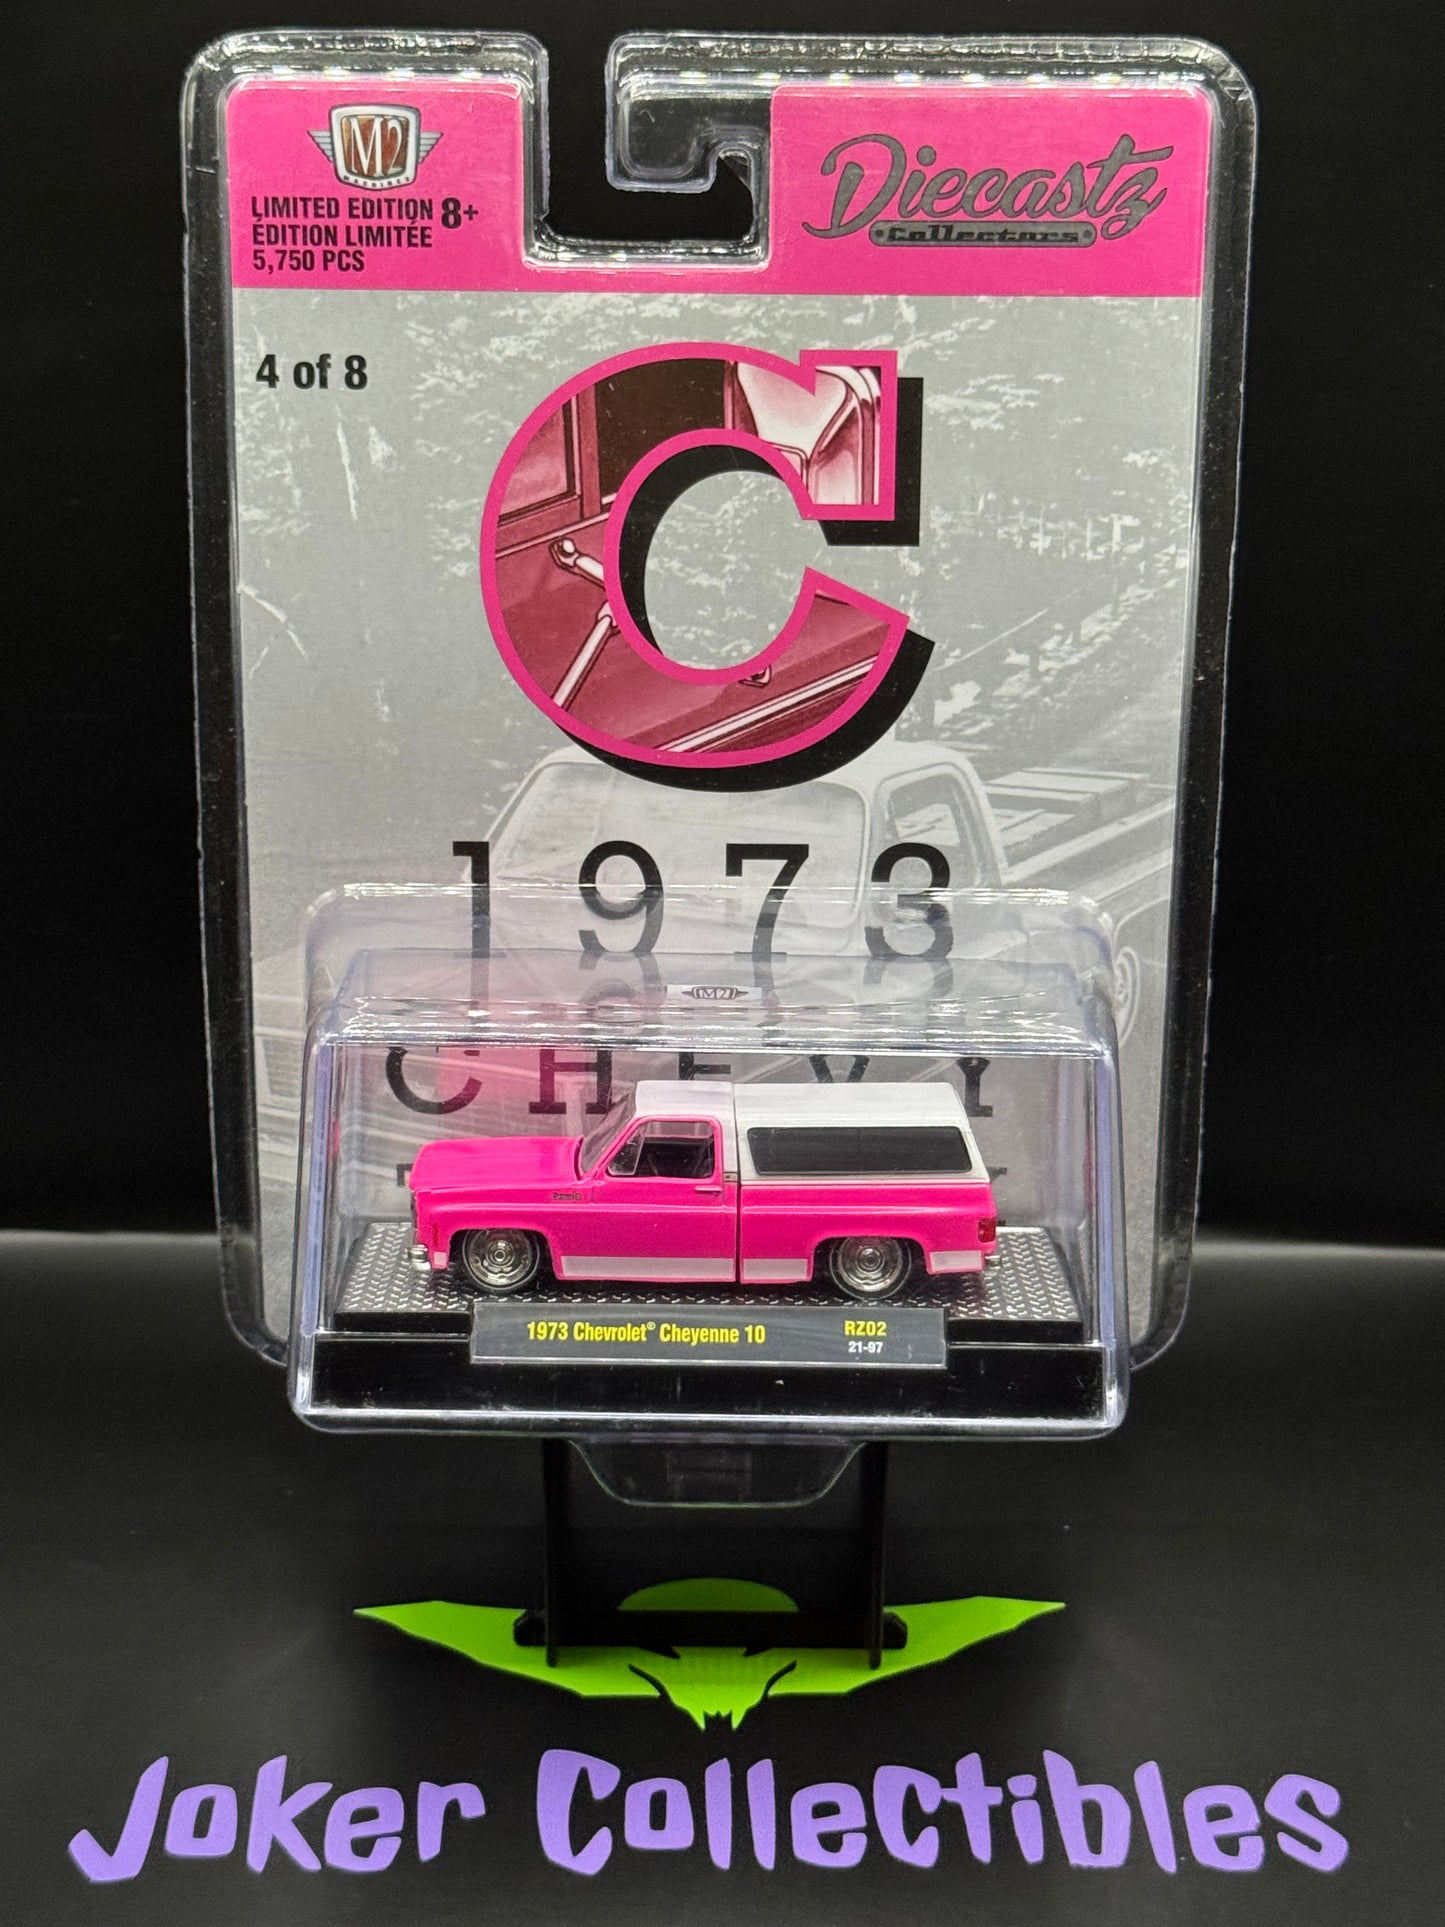 M2
MACHINES
LIMITED EDITION 8+
ÉDITION LIMITÉE
5,750 PCS
Diecastz
Collectors
4 of 8
C
1973
M2
CHEVY
1973 Chevrolet® Cheyenne 10
RZ02
21-97
Joker Collectibles